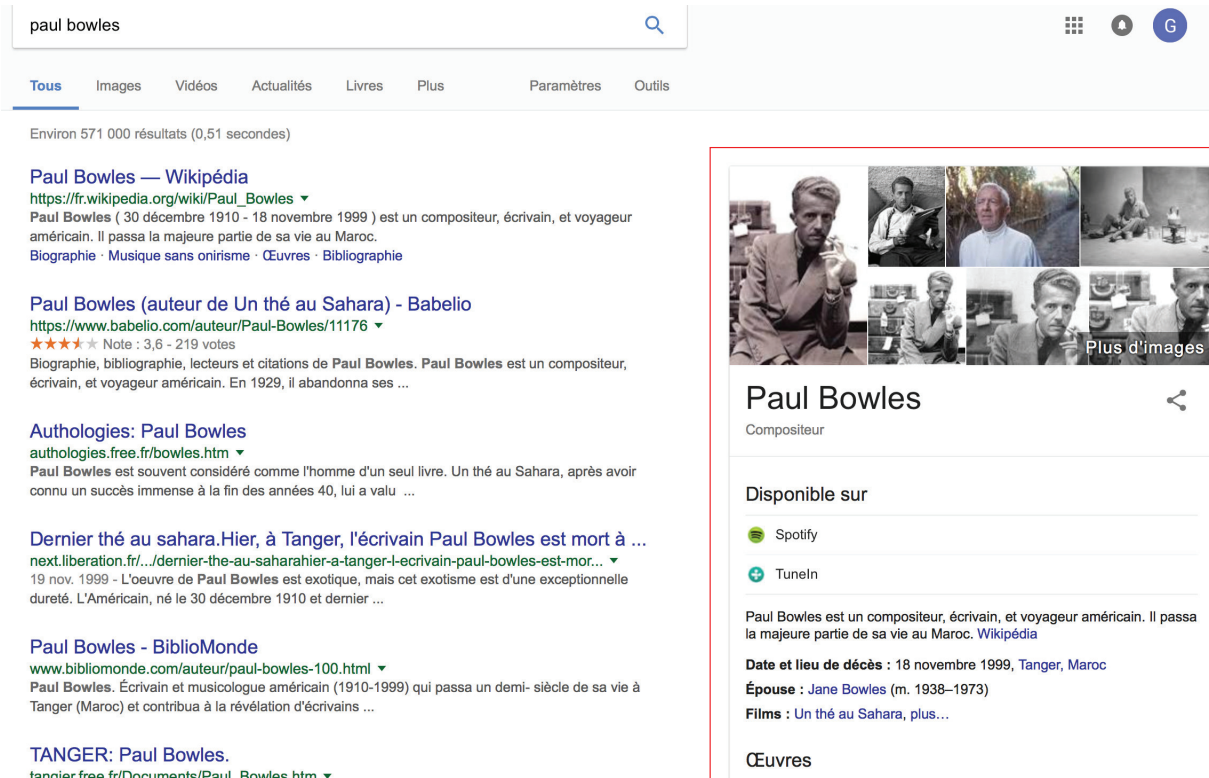 paul bowles
G
Tous Images Vidéos Actualités Livres Plus Paramètres Outils
Environ 571 000 résultats (0,51 secondes)
Paul Bowles — Wikipédia
https://fr.wikipedia.org/wiki/Paul_Bowles
Paul Bowles ( 30 décembre 1910 - 18 novembre 1999 ) est un compositeur, écrivain, et voyageur
américain. Il passa la majeure partie de sa vie au Maroc.
Biographie · Musique sans onirisme · Œuvres · Bibliographie
Paul Bowles (auteur de Un thé au Sahara) - Babelio
https://www.babelio.com/auteur/Paul-Bowles/11176
Note : 3,6 - 219 votes
Biographie, bibliographie, lecteurs et citations de Paul Bowles. Paul Bowles est un compositeur,
écrivain, et voyageur américain. En 1929, il abandonna ses ...
Authologies: Paul Bowles
authologies.free.fr/bowles.htm
Paul Bowles est souvent considéré comme l'homme d'un seul livre. Un thé au Sahara, après avoir
connu un succès immense à la fin des années 40, lui a valu ...
Dernier thé au sahara.Hier, à Tanger, l'écrivain Paul Bowles est mort à ...
next.liberation.fr/.../dernier-the-au-saharahier-a-tanger-l-ecrivain-paul-bowles-est-mor...
19 nov. 1999 - L'oeuvre de Paul Bowles est exotique, mais cet exotisme est d'une exceptionnelle
dureté. L'Américain, né le 30 décembre 1910 et dernier ...
Paul Bowles - BiblioMonde
www.bibliomonde.com/auteur/paul-bowles-100.html
Paul Bowles. Écrivain et musicologue américain (1910-1999) qui passa un demi- siècle de sa vie à
Tanger (Maroc) et contribua à la révélation d'écrivains ...
TANGER: Paul Bowles.
tangier.free.fr/Documents/Paul_Bowles.htm
Plus d'images
Paul Bowles
Compositeur
Disponible sur
Spotify
TuneIn
Paul Bowles est un compositeur, écrivain, et voyageur américain. Il passa
la majeure partie de sa vie au Maroc. Wikipédia
Date et lieu de décès : 18 novembre 1999, Tanger, Maroc
Épouse : Jane Bowles (m. 1938–1973)
Films : Un thé au Sahara, plus…
Œuvres